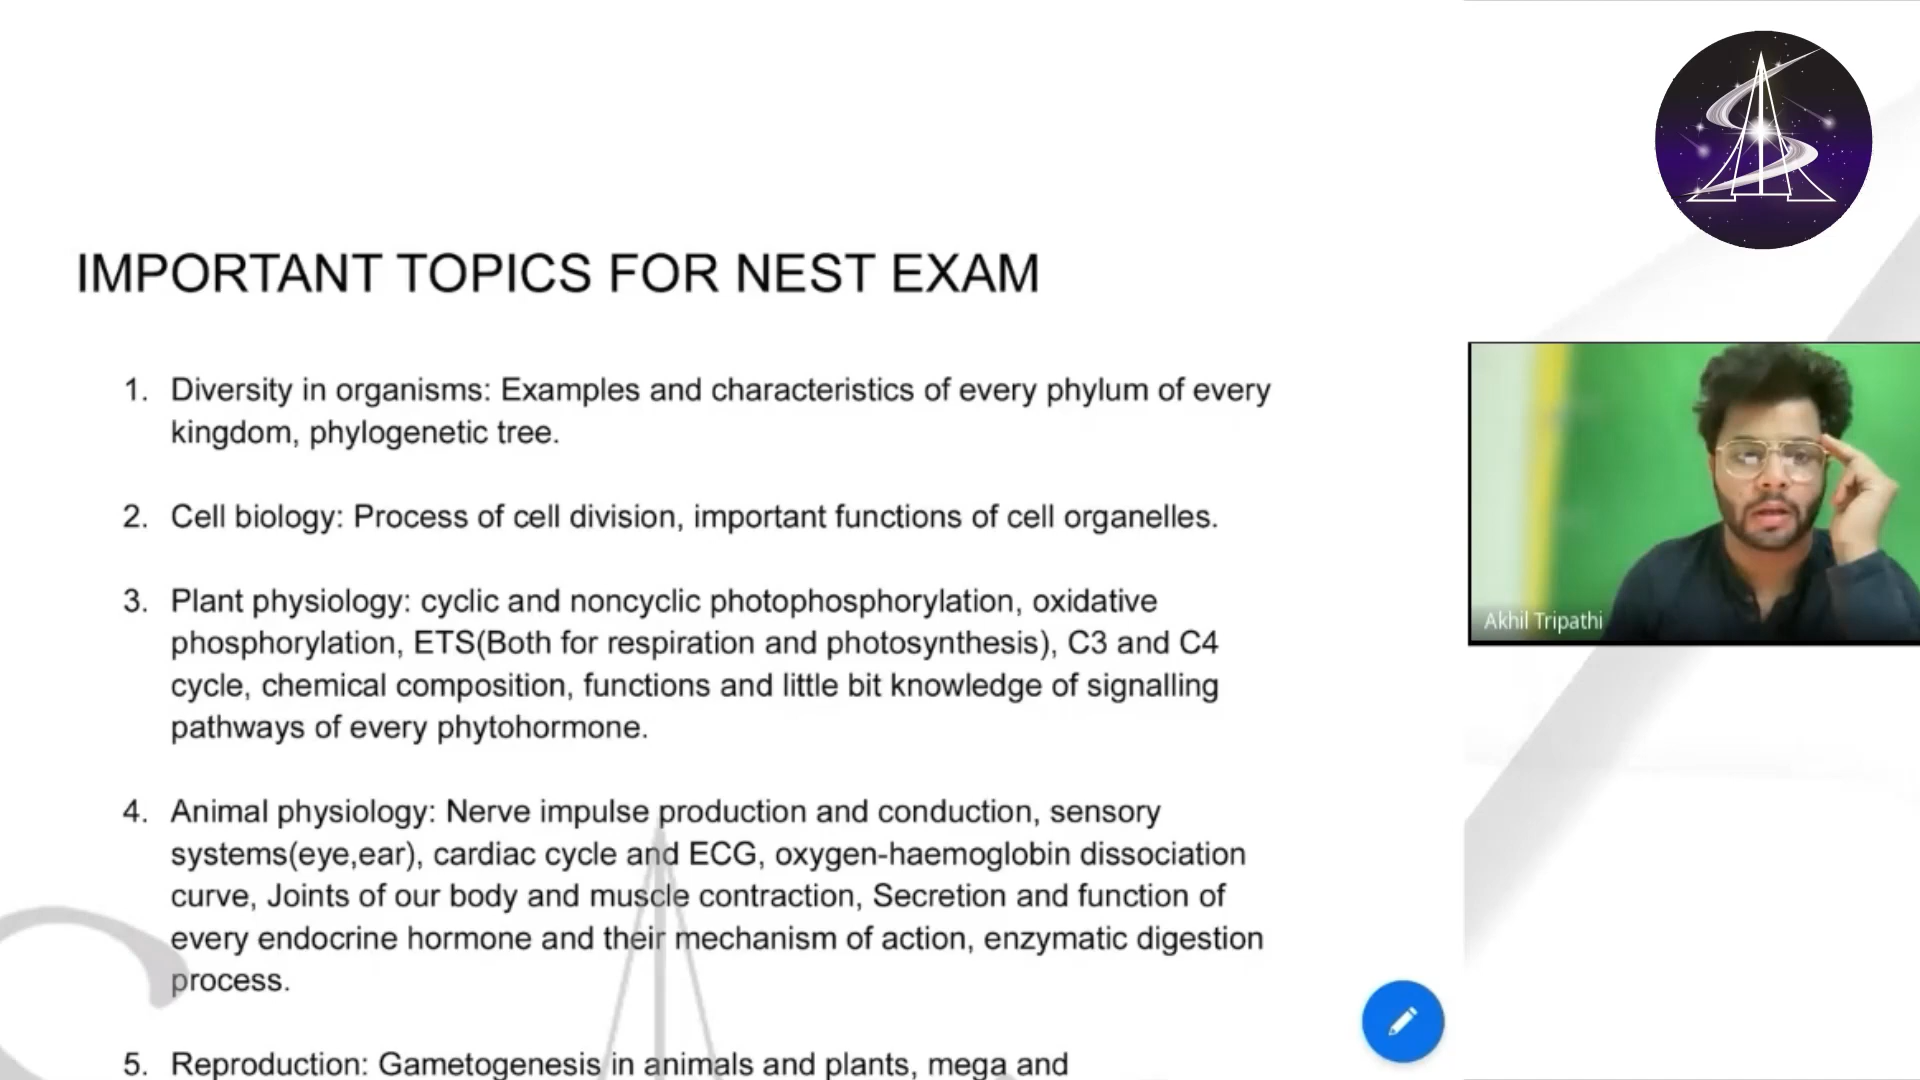 IMPORTANT TOPICS FOR NEST EXAM
1. Diversity in organisms: Examples and characteristics of every phylum of every
kingdom, phylogenetic tree.
2. Cell biology: Process of cell division, important functions of cell organelles.
3. Plant physiology: cyclic and noncyclic photophosphorylation, oxidative
phosphorylation, ETS(Both for respiration and photosynthesis), C3 and C4
cycle, chemical composition, functions and little bit knowledge of signalling
pathways of every phytohormone.
4. Animal physiology: Nerve impulse production and conduction, sensory
systems(eye,ear), cardiac cycle and ECG, oxygen-haemoglobin dissociation
curve, Joints of our body and muscle contraction, Secretion and function of
every endocrine hormone and their mechanism of action, enzymatic digestion
process.
5. Reproduction: Gametogenesis in animals and plants, mega and
Akhil Tripathi